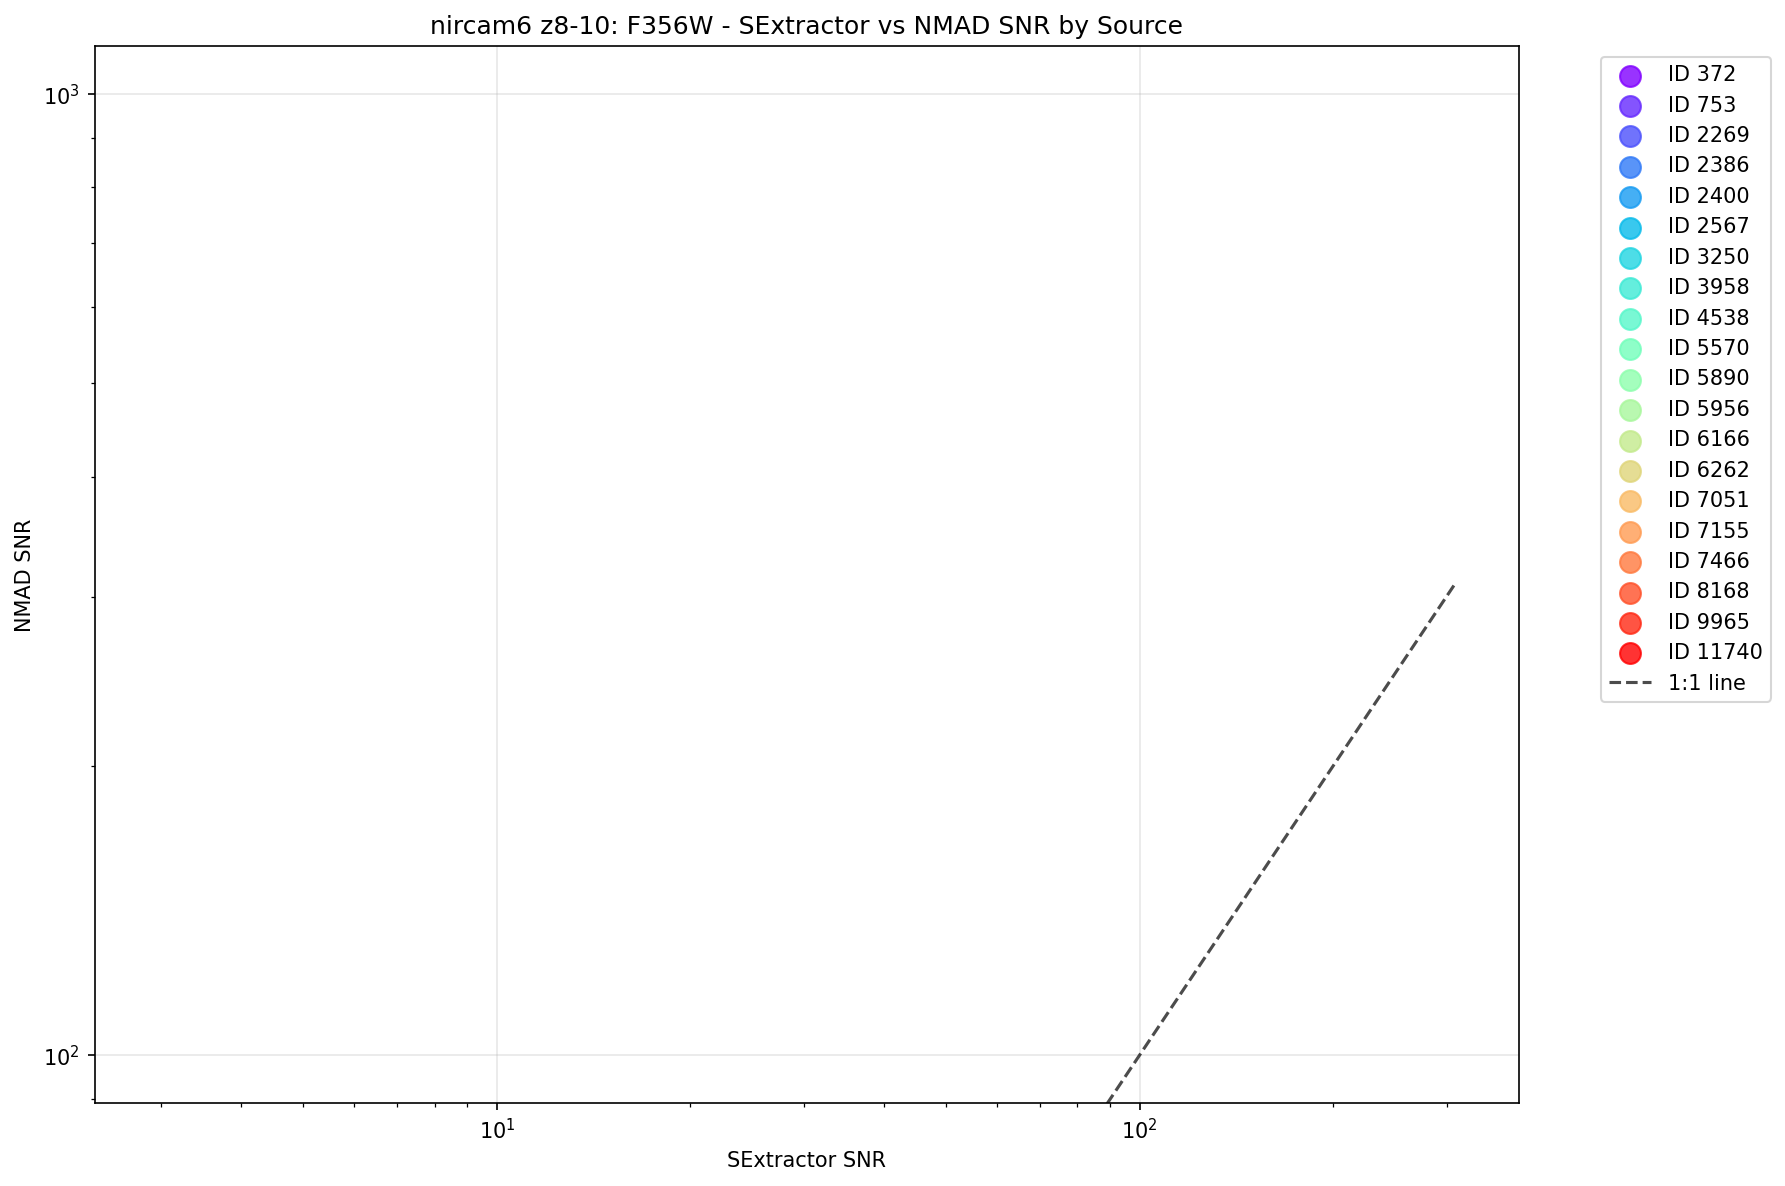 nircam6 z8-10: F356W - SExtractor vs NMAD SNR by Source
10³
10²
NMAD SNR
10¹
10²
SExtractor SNR
ID 372
ID 753
ID 2269
ID 2386
ID 2400
ID 2567
ID 3250
ID 3958
ID 4538
ID 5570
ID 5890
ID 5956
ID 6166
ID 6262
ID 7051
ID 7155
ID 7466
ID 8168
ID 9965
ID 11740
1:1 line